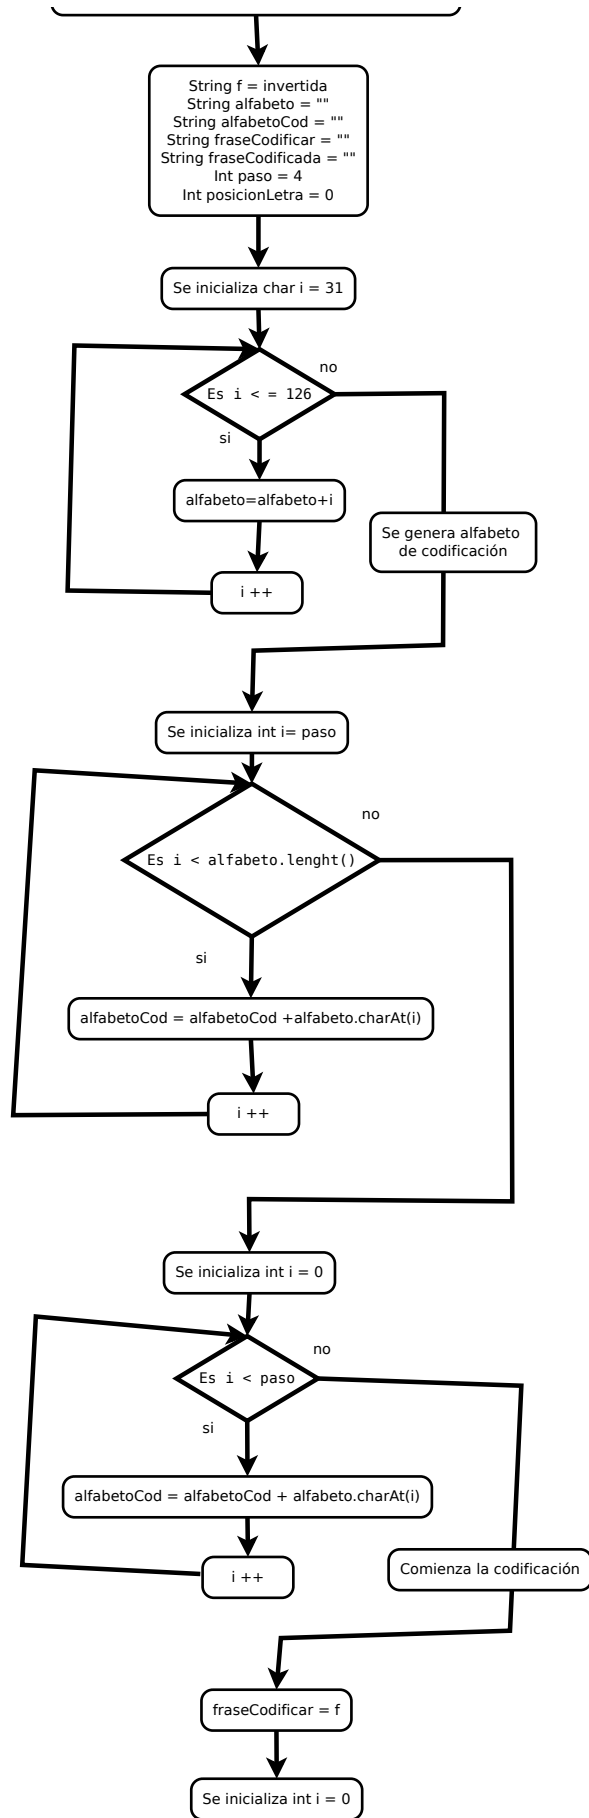 String f = invertida
String alfabeto = ""
String alfabetoCod = ""
String fraseCodificar = ""
String fraseCodificada = ""
Int paso = 4
Int posicionLetra = 0
Se inicializa char i = 31
no
Es i < = 126
si
alfabeto=alfabeto+i
Se genera alfabeto
de codificación
i ++
Se inicializa int i= paso
no
Es i < alfabeto.lenght()
si
alfabetoCod = alfabetoCod +alfabeto.charAt(i)
i ++
Se inicializa int i = 0
no
Es i < paso
si
alfabetoCod = alfabetoCod + alfabeto.charAt(i)
Comienza la codificación
i ++
fraseCodificar = f
Se inicializa int i = 0